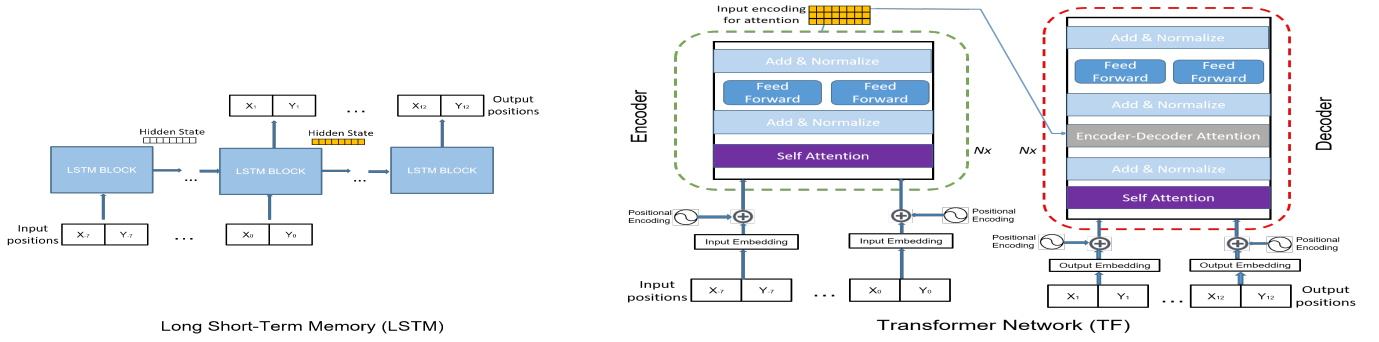 X₁ Y₁ ... X₁₂ Y₁₂ Output
positions
Hidden State
Hidden State
LSTM BLOCK ... LSTM BLOCK ... LSTM BLOCK
Input
positions
X₋₇ Y₋₇ ... X₀ Y₀
Long Short-Term Memory (LSTM)
Input encoding
for attention
Encoder
Add & Normalize
Feed
Forward
Feed
Forward
Add & Normalize
Self Attention
Nx
Positional
Encoding
Positional
Encoding
Input Embedding
Input Embedding
Input
positions
X₋₇ Y₋₇ ... X₀ Y₀
Nx
Decoder
Add & Normalize
Feed
Forward
Feed
Forward
Add & Normalize
Encoder-Decoder Attention
Add & Normalize
Self Attention
Positional
Encoding
Positional
Encoding
Output Embedding
Output Embedding
X₁ Y₁ ... X₁₂ Y₁₂
Output
positions
Transformer Network (TF)